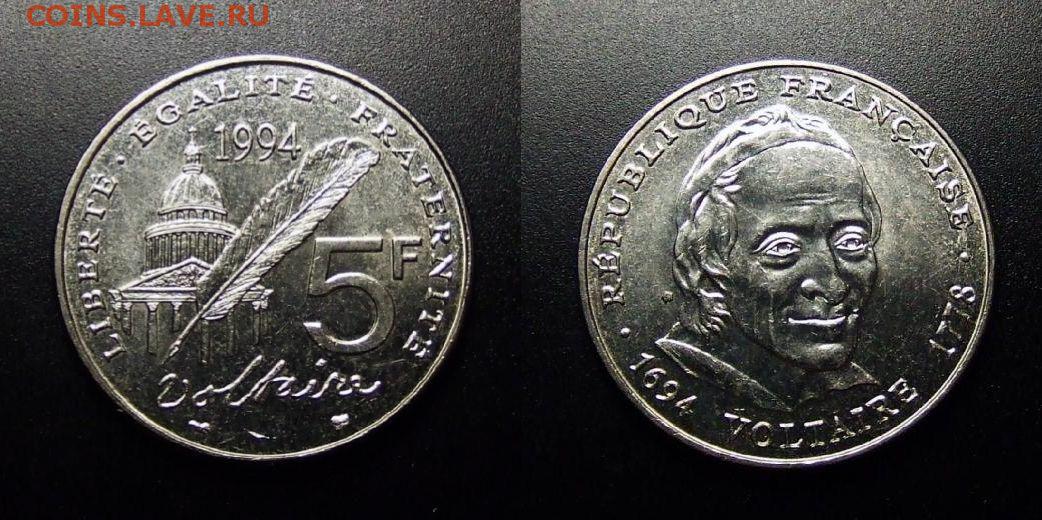 COINS.LAVE.RU
LIBERTÉ · ÉGALITÉ · FRATERNITÉ
1994
5F
Voltaire
· RÉPUBLIQUE FRANÇAISE ·
1694 VOLTAIRE 1778